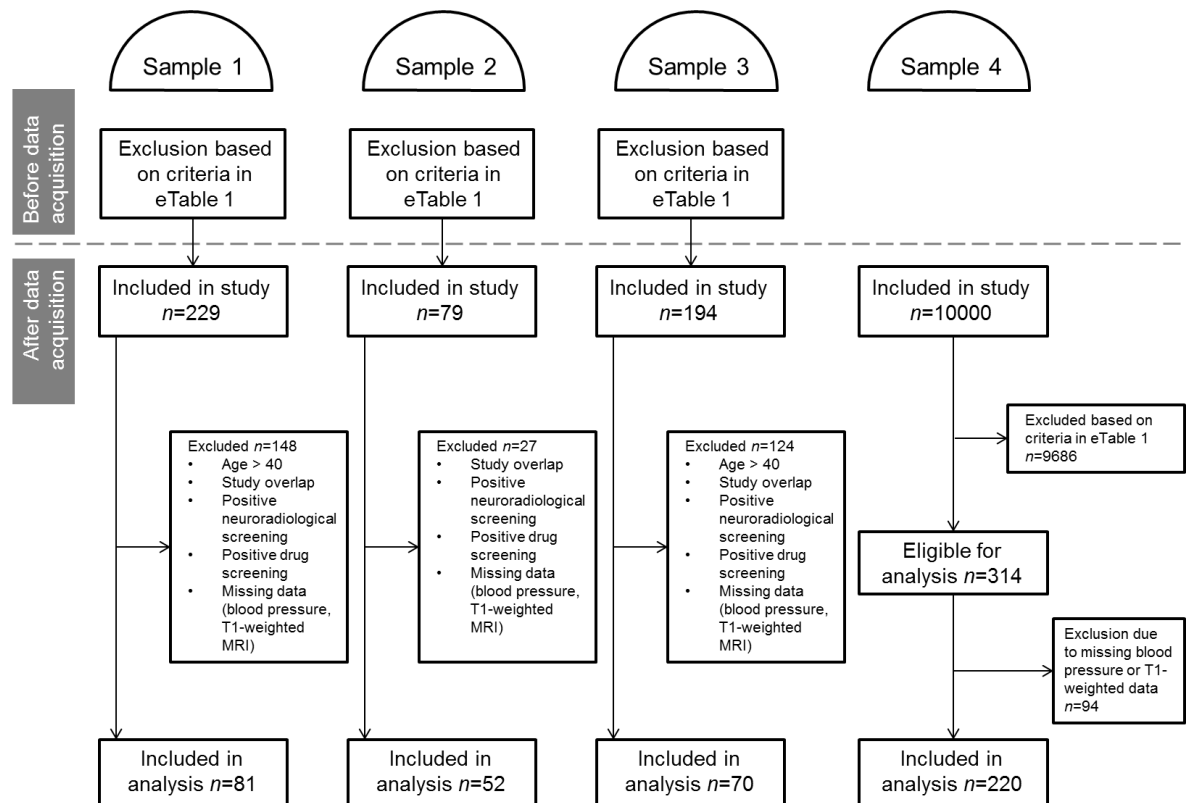 Sample 1
Sample 2
Sample 3
Sample 4
Before data
acquisition
Exclusion based
on criteria in
eTable 1
Exclusion based
on criteria in
eTable 1
Exclusion based
on criteria in
eTable 1
After data
acquisition
Included in study
n=229
Included in study
n=79
Included in study
n=194
Included in study
n=10000
Excluded n=148
• Age > 40
• Study overlap
• Positive
neuroradiological
screening
• Positive drug
screening
• Missing data
(blood pressure,
T1-weighted
MRI)
Excluded n=27
• Study overlap
• Positive
neuroradiological
screening
• Positive drug
screening
• Missing data
(blood pressure,
T1-weighted MRI)
Excluded n=124
• Age > 40
• Study overlap
• Positive
neuroradiological
screening
• Positive drug
screening
• Missing data
(blood pressure,
T1-weighted
MRI)
Excluded based on
criteria in eTable 1
n=9686
Eligible for
analysis n=314
Exclusion due
to missing blood
pressure or T1-
weighted data
n=94
Included in
analysis n=81
Included in
analysis n=52
Included in
analysis n=70
Included in
analysis n=220